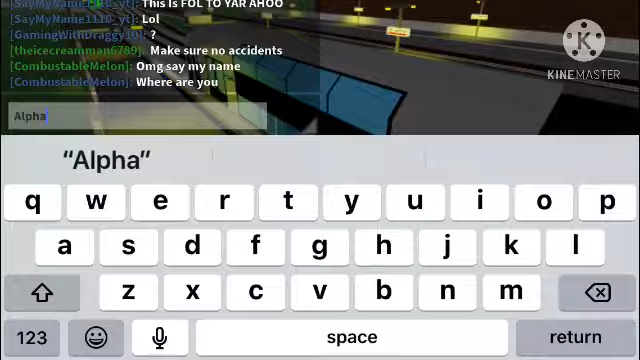 [SayMyName1110_yt]: This Is FOL TO YAR AHOO
[SayMyName1110_yt]: Lol
[GamingWithDraggy10]: ?
[theicecreamman6789]: Make sure no accidents
[CombustableMelon]: Omg say my name
[CombustableMelon]: Where are you
KINEMASTER
Alpha
"Alpha"
q w e r t y u i o p
a s d f g h j k l
z x c v b n m
123 space return